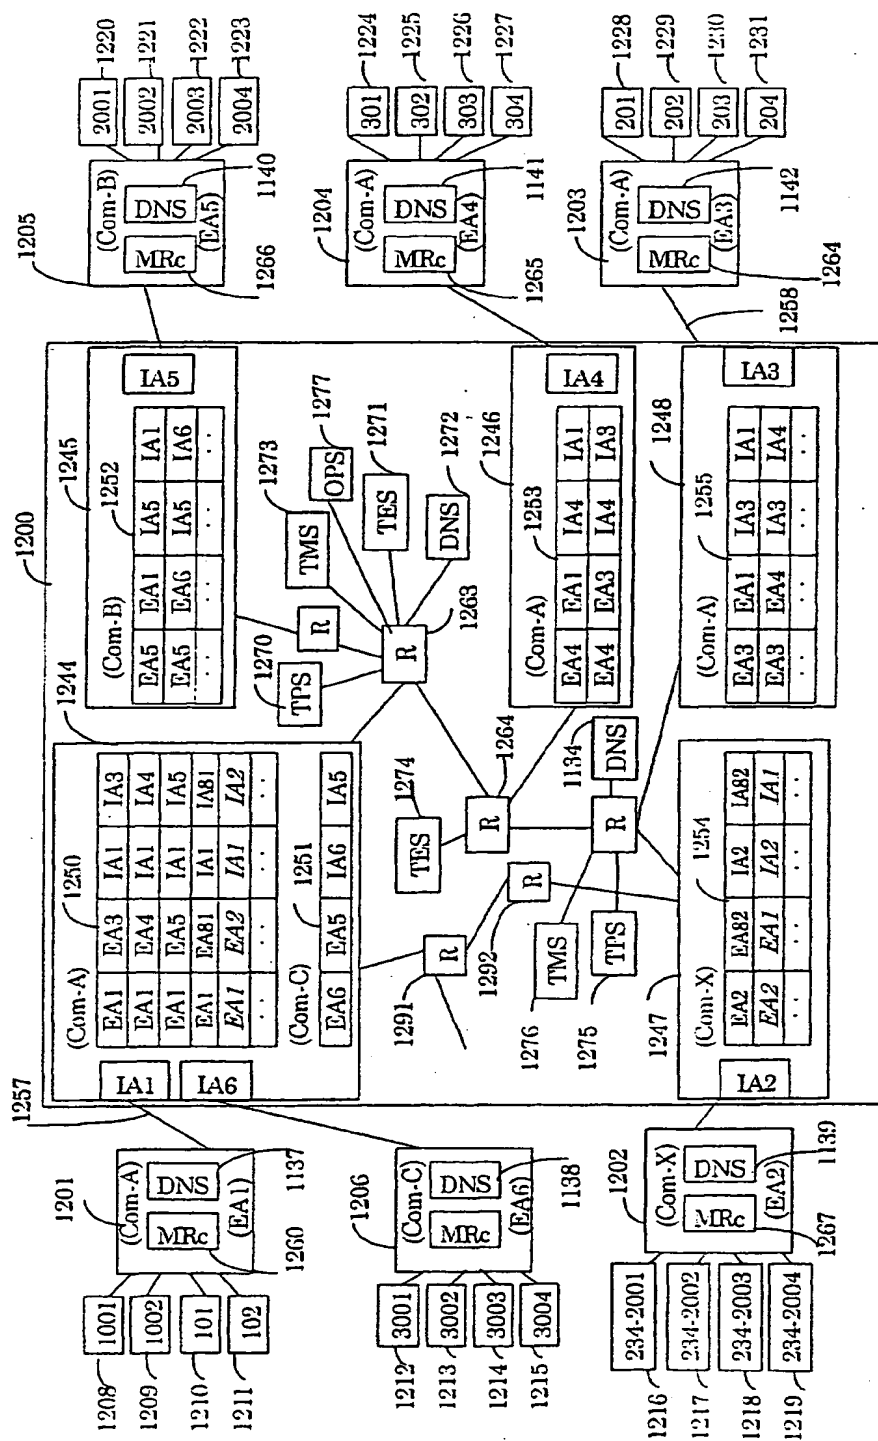 1200
1201
(Com-A)
MRc
DNS
(EA1)
1260
1137
1257
1001
1002
101
102
1208
1209
1210
1211
1206
(Com-C)
MRc
DNS
(EA6)
1138
3001
3002
3003
3004
1212
1213
1214
1215
1202
(Com-X)
MRc
DNS
(EA2)
1267
1139
234-2001
234-2002
234-2003
234-2004
1216
1217
1218
1219
1244
IA1
IA6
(Com-A)
1250
EA1 EA3 IA1 IA3
EA1 EA4 IA1 IA4
EA1 EA5 IA1 IA5
EA1 EA81 IA1 IA81
EA1 EA2 IA1 IA2
(Com-C)
1251
EA6 EA5 IA6 IA5
1245
(Com-B)
1252
IA5
EA5 EA1 IA5 IA1
EA5 EA6 IA5 IA6
1270
TPS
R
1273
TMS
1277
OPS
1271
TES
1272
DNS
R
1263
1274
TES
R
1264
1291
R
1292
R
1134
DNS
R
1276
TMS
1275
TPS
1246
(Com-A)
1253
IA4
EA4 EA1 IA4 IA1
EA4 EA3 IA4 IA3
1247
(Com-X)
1254
IA2
EA2 EA82 IA2 IA82
EA2 EA1 IA2 IA1
1248
(Com-A)
1255
IA3
EA3 EA1 IA3 IA1
EA3 EA4 IA3 IA4
1205
(Com-B)
MRc
DNS
(EA5)
1266
1140
2001
2002
2003
2004
1220
1221
1222
1223
1204
(Com-A)
MRc
DNS
(EA4)
1265
1141
301
302
303
304
1224
1225
1226
1227
1258
1203
(Com-A)
MRc
DNS
(EA3)
1264
1142
201
202
203
204
1228
1229
1230
1231